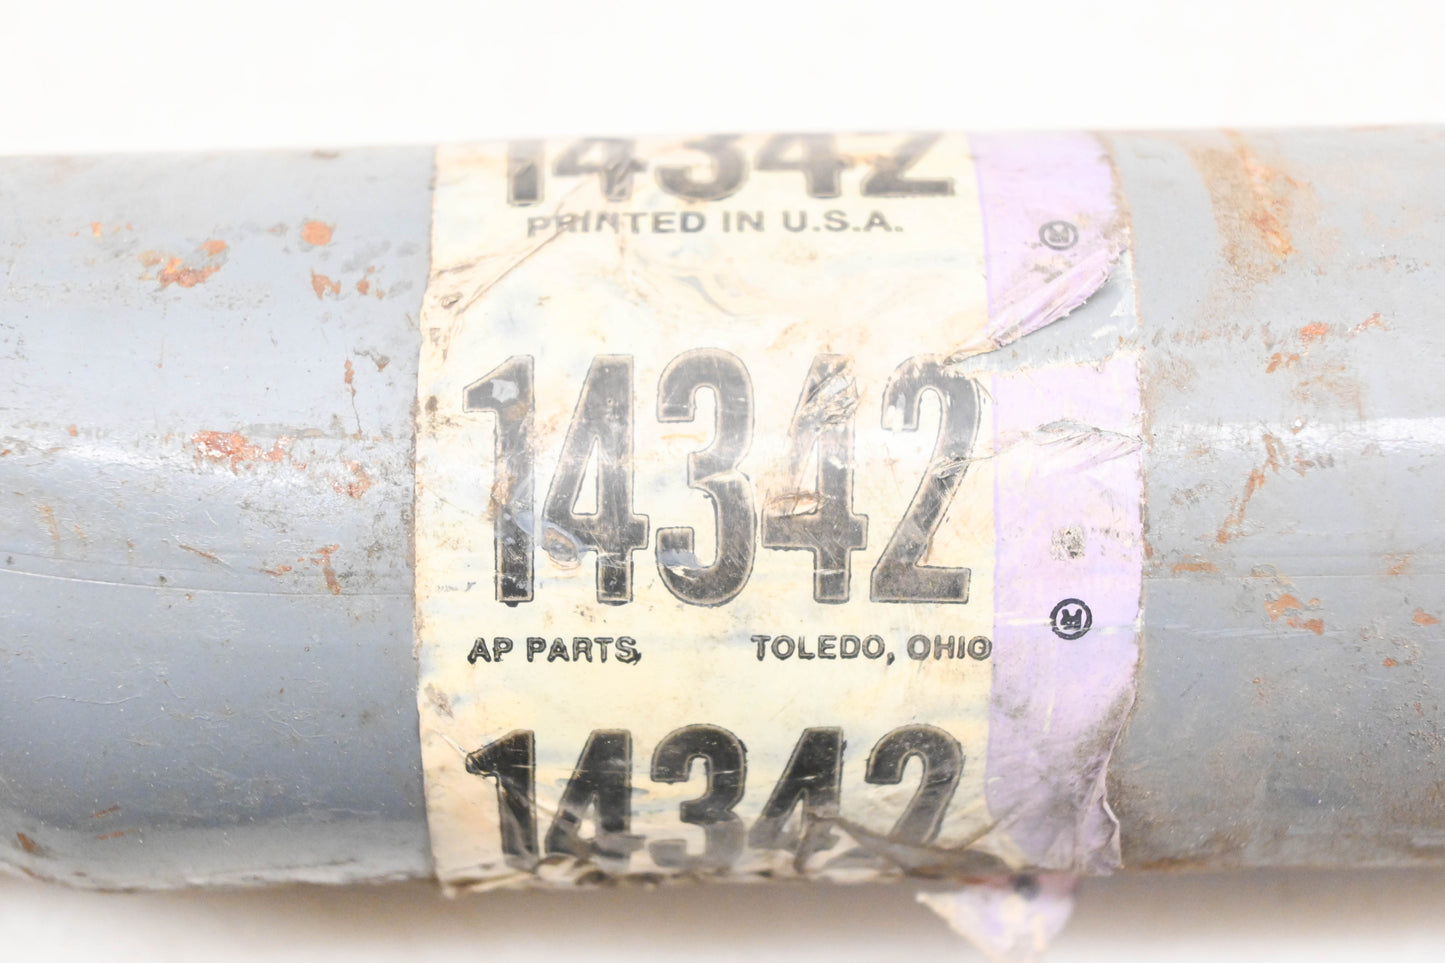 14342
PRINTED IN U.S.A.
14342
AP PARTS, TOLEDO, OHIO
14342